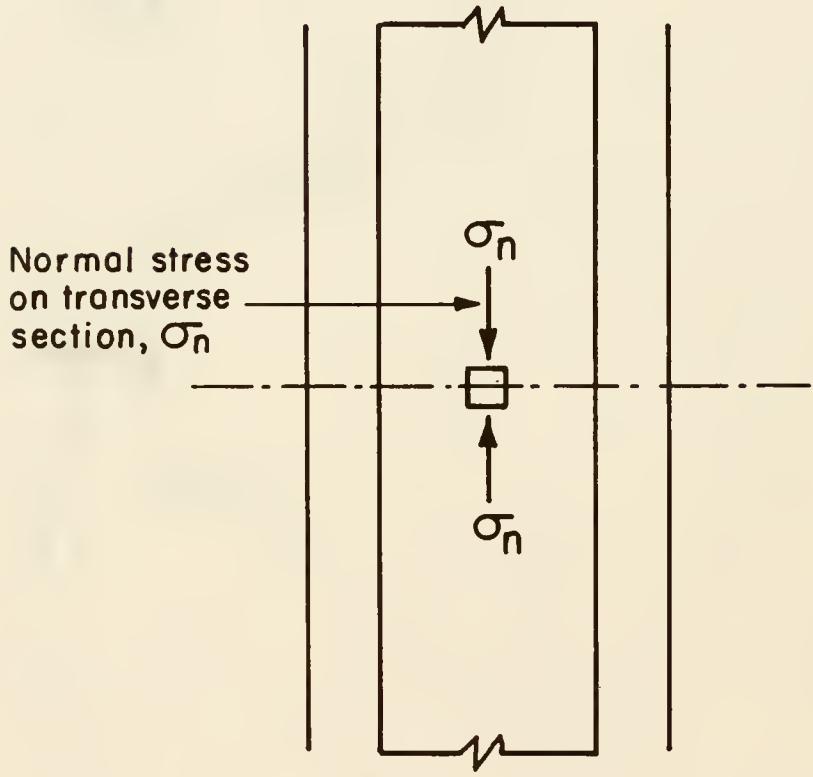 σn
Normal stress
on transverse
section, σn
σn